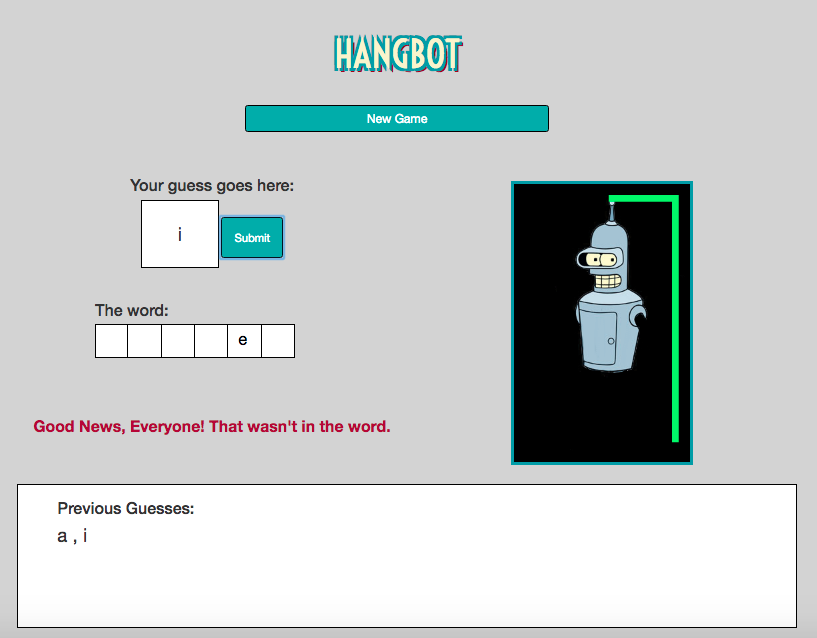 HANGBOT
New Game
Your guess goes here:
i
Submit
The word:
e
Good News, Everyone! That wasn't in the word.
Previous Guesses:
a , i